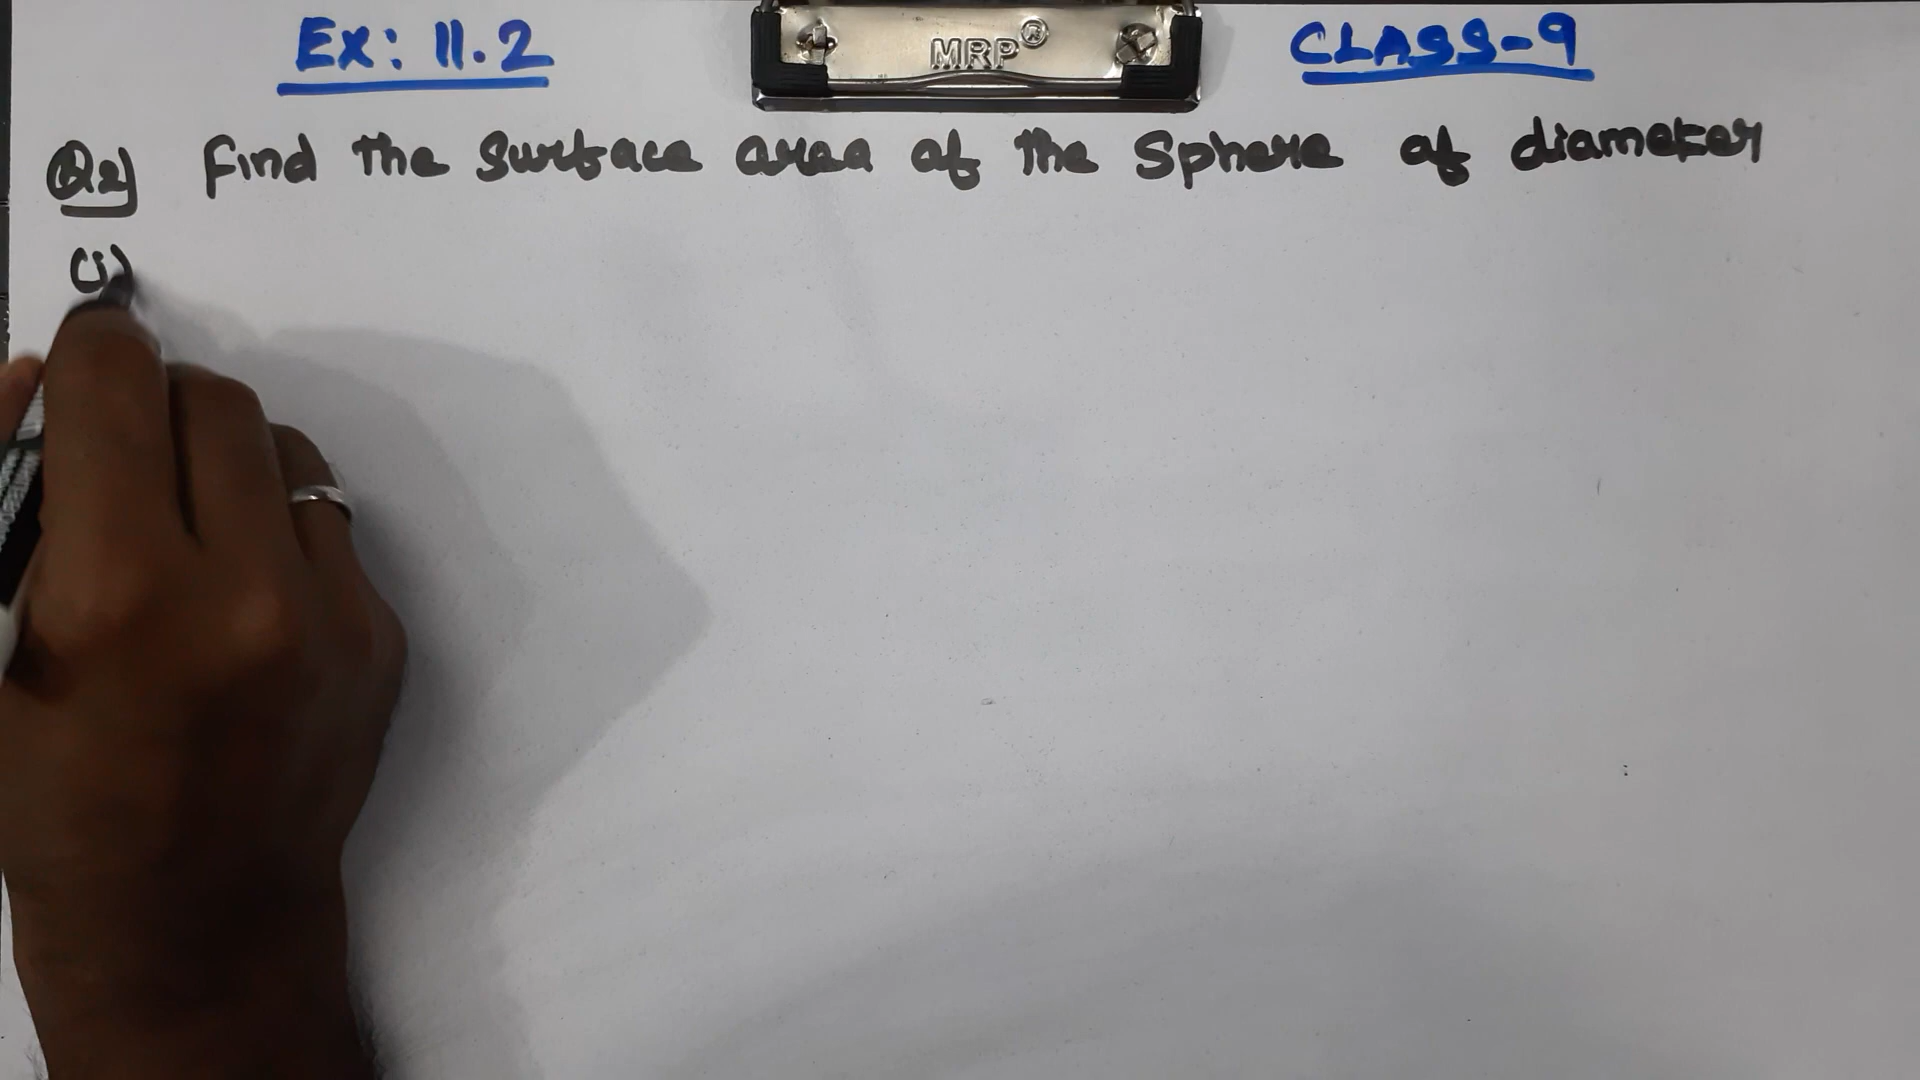 Ex: 11.2
MRP®
CLASS-9
Q2) Find the Surface area of the Sphere of diameter
(i)